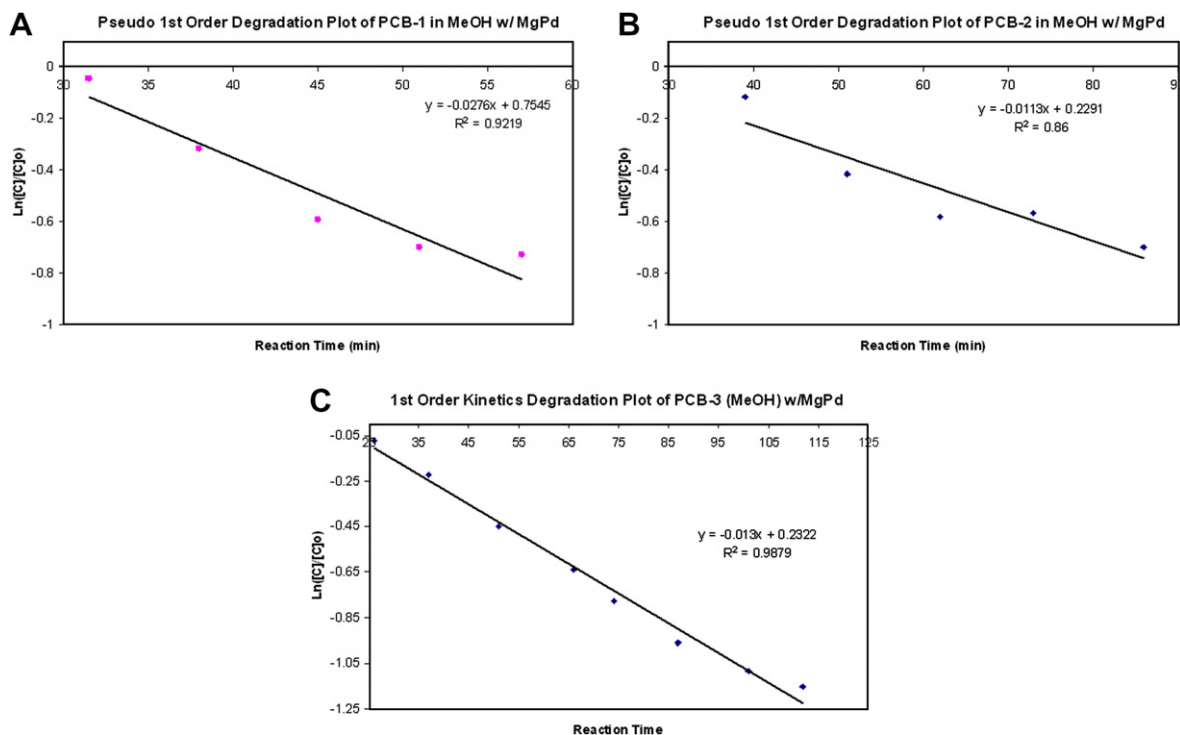 A
Pseudo 1st Order Degradation Plot of PCB-1 in MeOH w/ MgPd
0
30 35 40 45 50 55 60
y = -0.0276x + 0.7545
R² = 0.9219
-0.2
-0.4
-0.6
-0.8
-1
Ln([C]/[C]o)
Reaction Time (min)
B
Pseudo 1st Order Degradation Plot of PCB-2 in MeOH w/ MgPd
0
30 40 50 60 70 80 9
y = -0.0113x + 0.2291
R² = 0.86
-0.2
-0.4
-0.6
-0.8
-1
Ln([C]/[C]o)
Reaction Time (min)
C
1st Order Kinetics Degradation Plot of PCB-3 (MeOH) w/MgPd
-0.05
25 35 45 55 65 75 85 95 105 115 125
-0.25
-0.45
y = -0.013x + 0.2322
R² = 0.9879
-0.65
-0.85
-1.05
-1.25
Ln([C]/[C]o)
Reaction Time